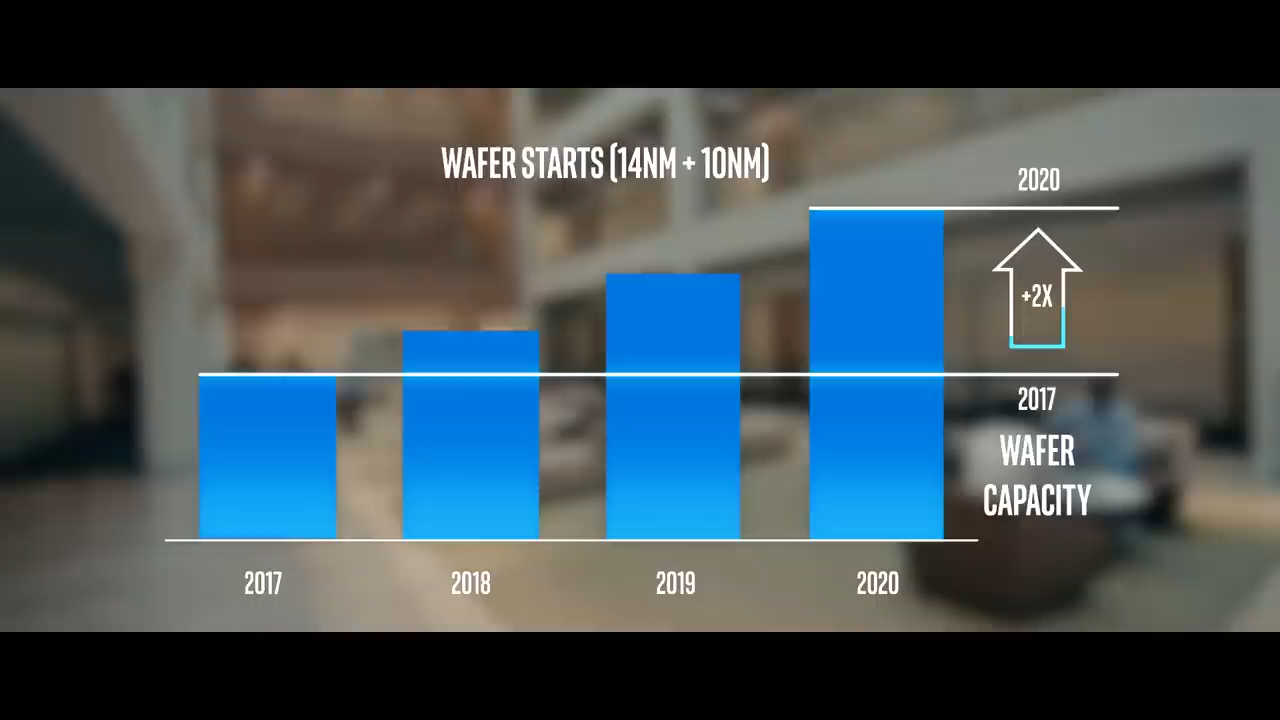 WAFER STARTS (14NM + 10NM)
2020
+2X
2017
WAFER
CAPACITY
2017
2018
2019
2020